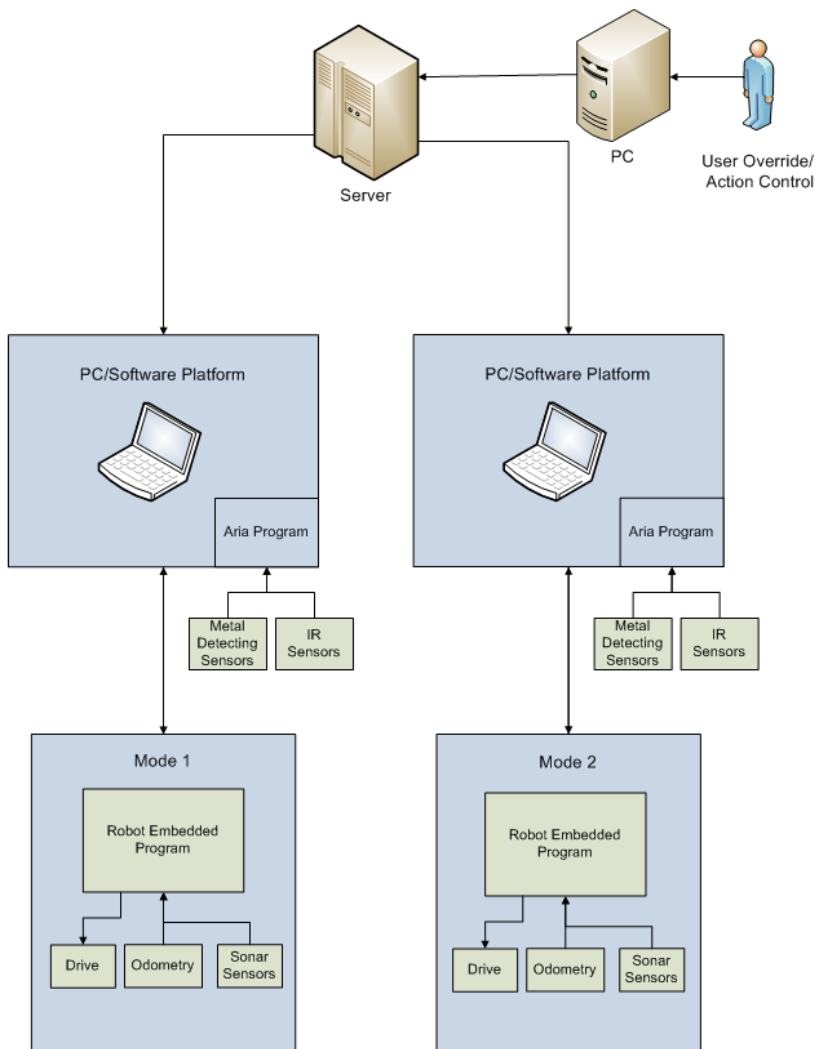 Server
PC
User Override/
Action Control
PC/Software Platform
Aria Program
Metal
Detecting
Sensors
IR
Sensors
PC/Software Platform
Aria Program
Metal
Detecting
Sensors
IR
Sensors
Mode 1
Robot Embedded
Program
Drive
Odometry
Sonar
Sensors
Mode 2
Robot Embedded
Program
Drive
Odometry
Sonar
Sensors